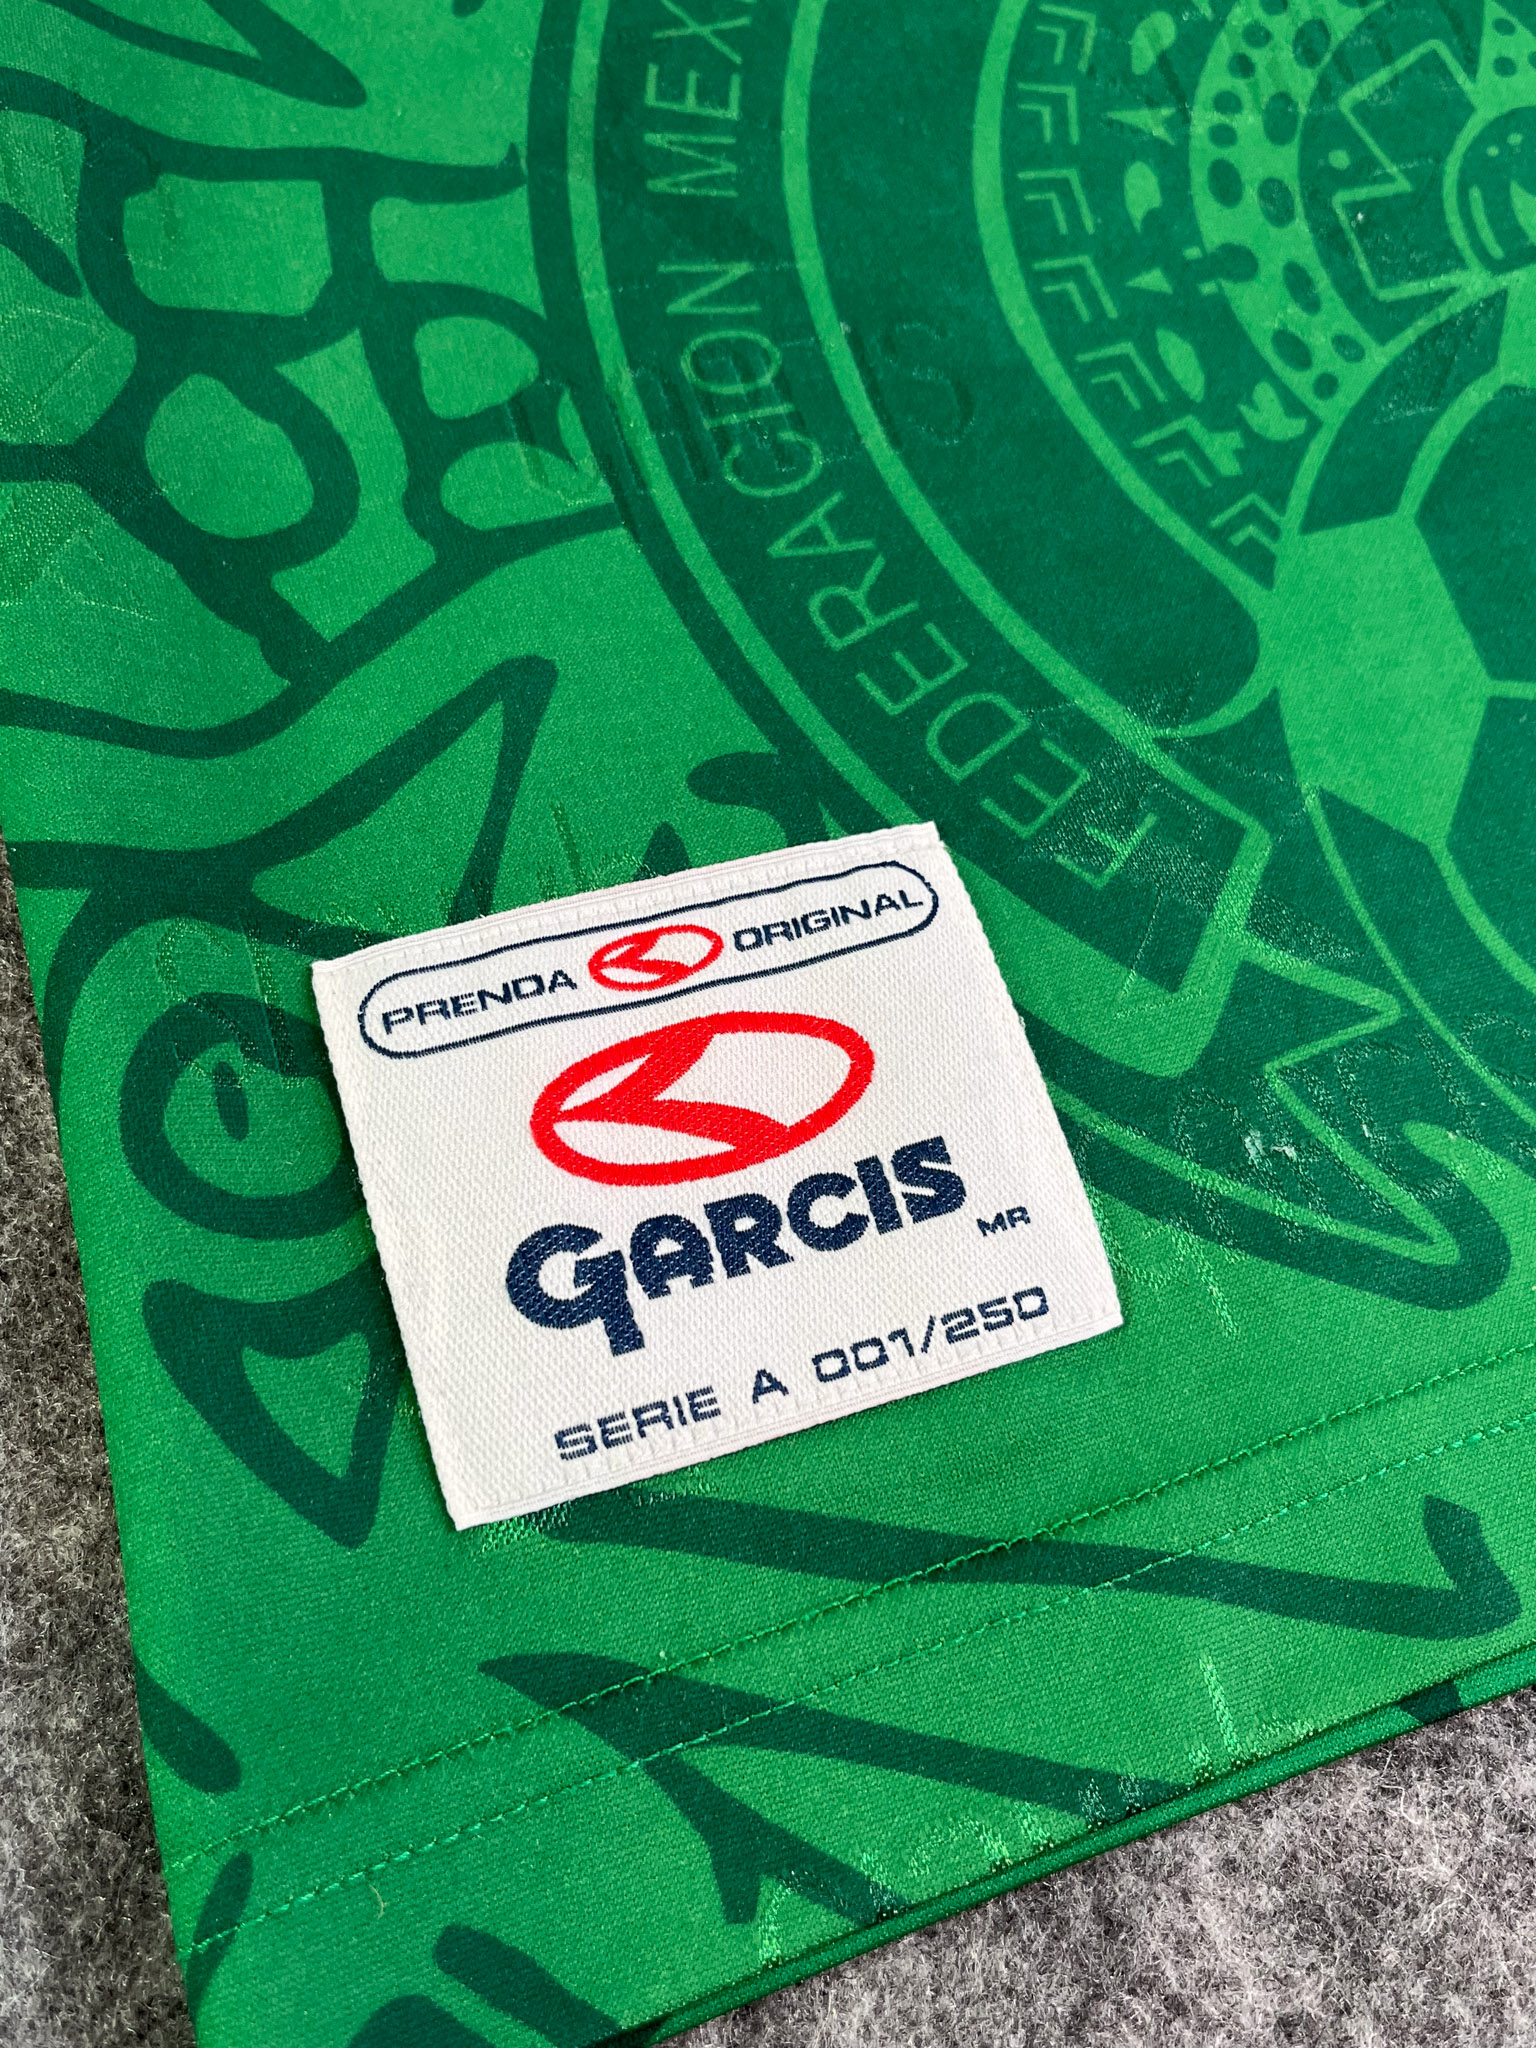 FEDERACION MEX
PRENDA ORIGINAL
GARCIS MR
SERIE A 001/250